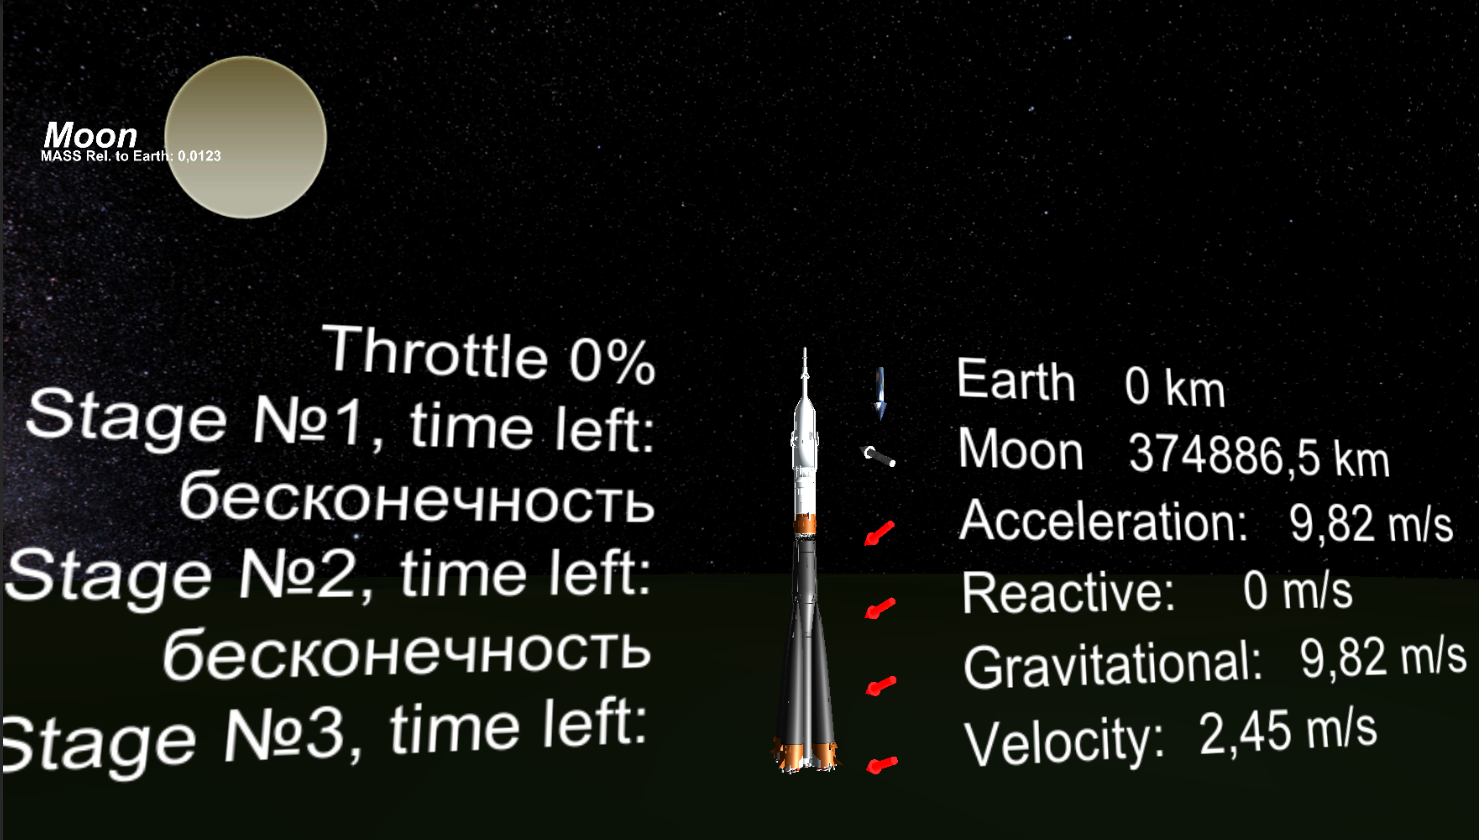 Moon
MASS Rel. to Earth: 0,0123
Throttle 0%
Stage №1, time left:
бесконечность
Stage №2, time left:
бесконечность
Stage №3, time left:
Earth 0 km
Moon 374886,5 km
Acceleration: 9,82 m/s
Reactive: 0 m/s
Gravitational: 9,82 m/s
Velocity: 2,45 m/s